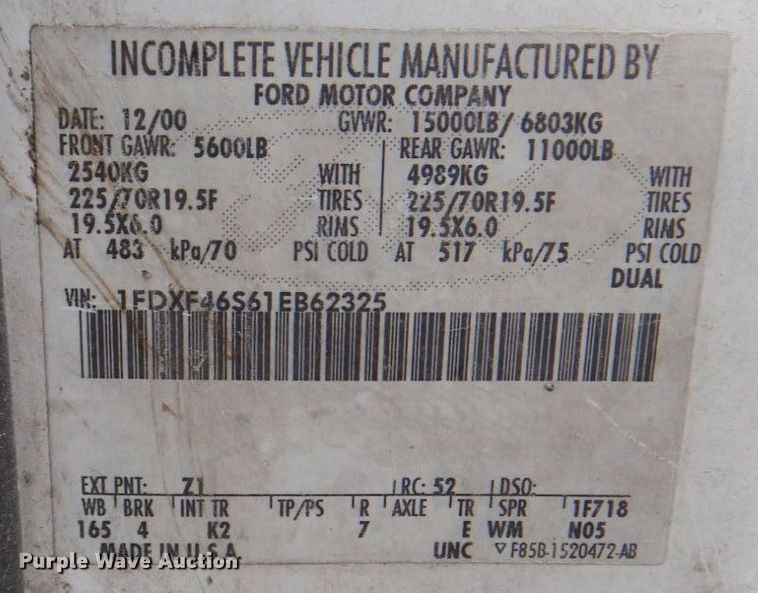 INCOMPLETE VEHICLE MANUFACTURED BY
FORD MOTOR COMPANY
DATE: 12/00 GVWR: 15000LB/ 6803KG
FRONT GAWR: 5600LB REAR GAWR: 11000LB
2540KG WITH 4989KG WITH
225/70R19.5F TIRES 225/70R19.5F TIRES
19.5X6.0 RIMS 19.5X6.0 RIMS
AT 483 kPa/70 PSI COLD AT 517 kPa/75 PSI COLD
DUAL
VIN: 1FDXF46S61EB62325
EXT PNT: Z1 RC: 52 DSO:
WB BRK INT TR TP/PS R AXLE TR SPR 1F718
165 4 K2 7 E WM N05
MADE IN U.S.A. UNC ▽ F85B-1520472-AB
Purple Wave Auction